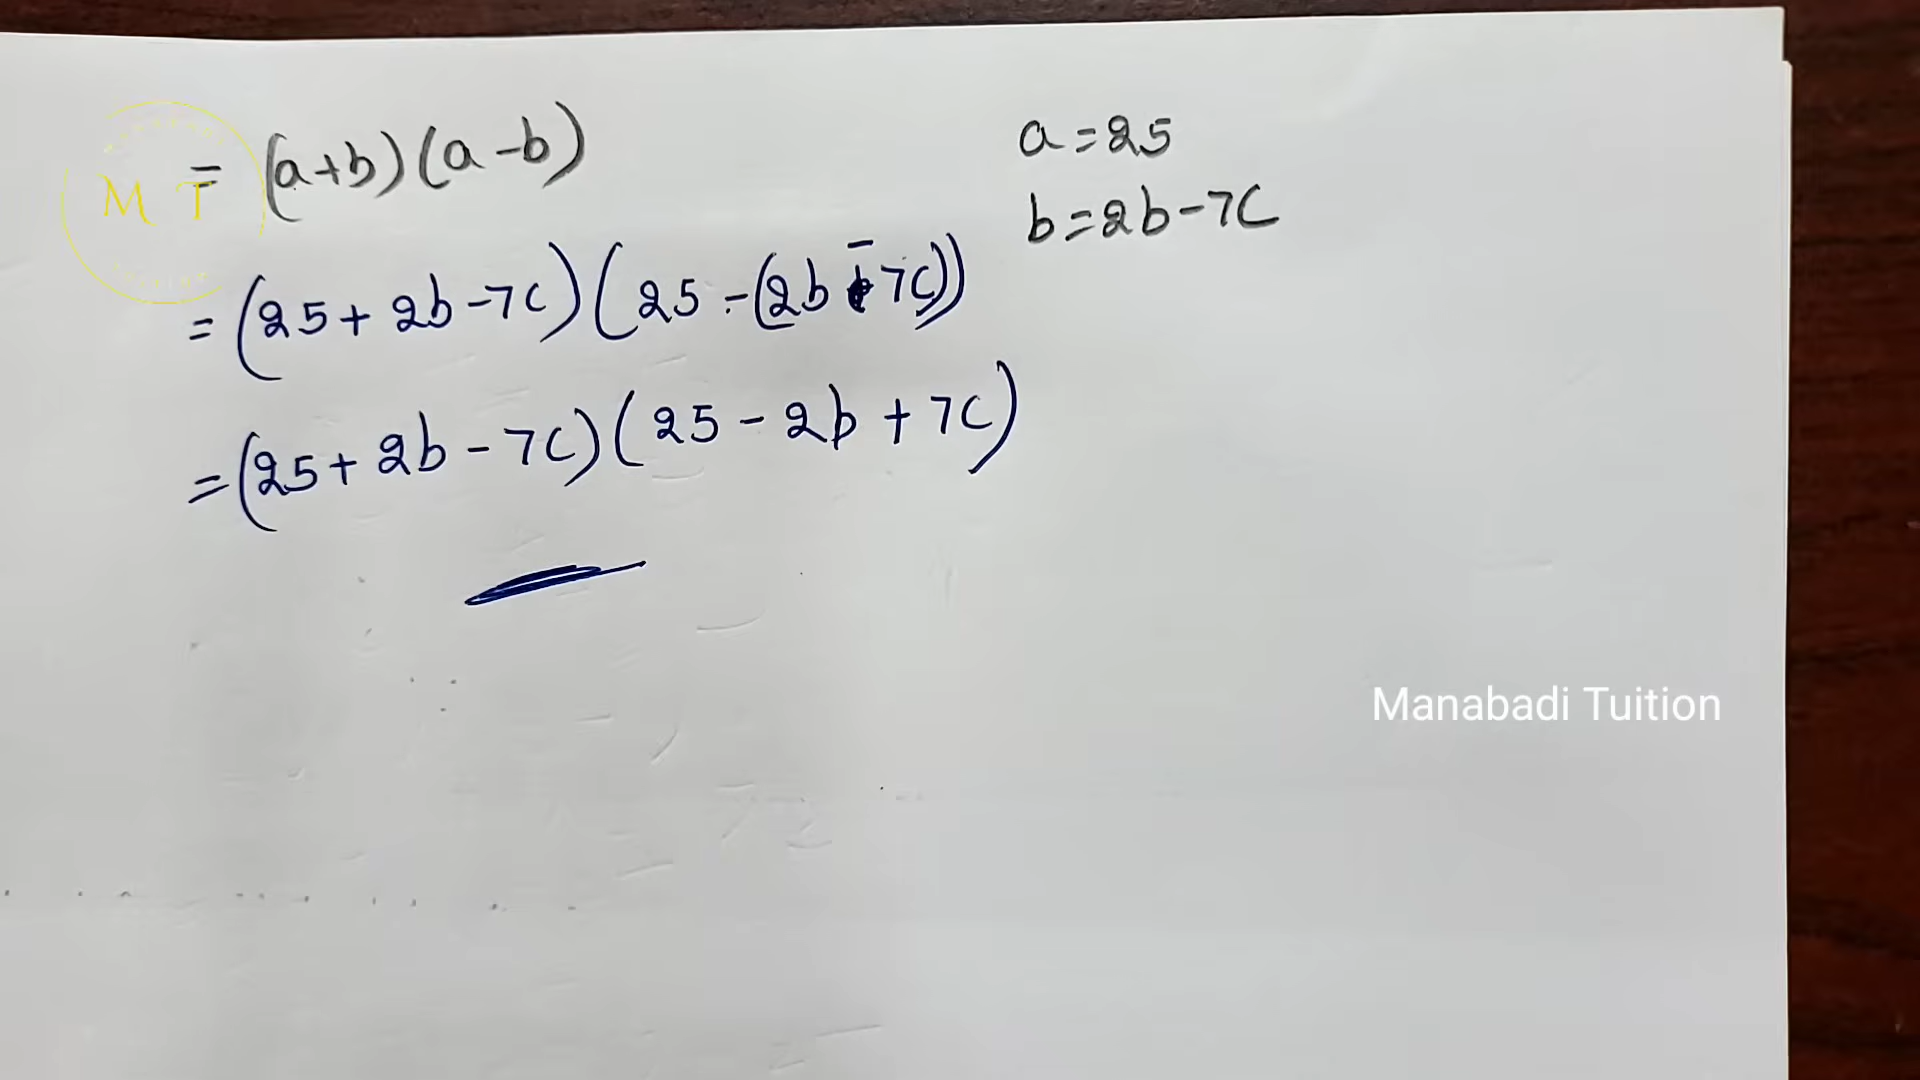 M T
= (a+b)(a-b)
a=25
b=2b-7c
= (25+2b-7c)(25-(2b-7c))
=(25+2b-7c)(25-2b+7c)
Manabadi Tuition